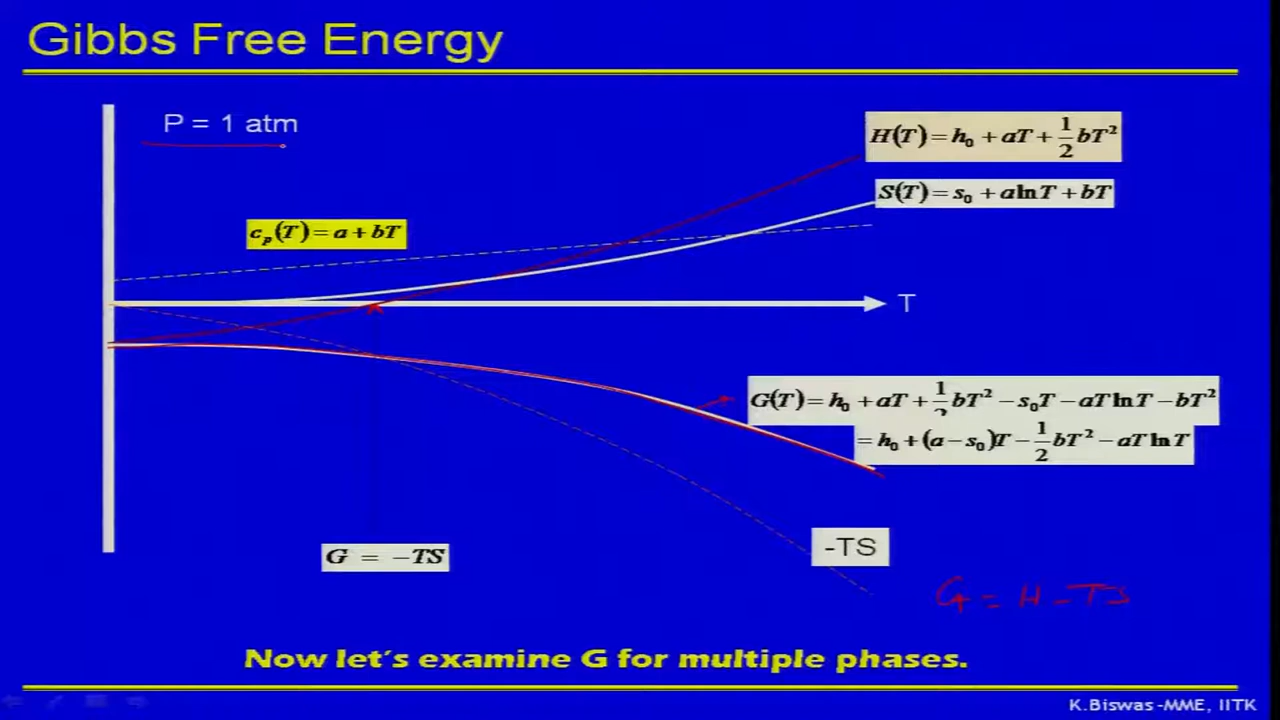 Gibbs Free Energy
P = 1 atm
H(T) = h₀ + aT + 1/2 bT²
S(T) = s₀ + a ln T + bT
cₚ(T) = a + bT
T
G(T) = h₀ + aT + 1/2 bT² − s₀T − aT ln T − bT²
= h₀ + (a − s₀)T − 1/2 bT² − aT ln T
-TS
G = −TS
G = H - TS
Now let's examine G for multiple phases.
K.Biswas -MME, IITK